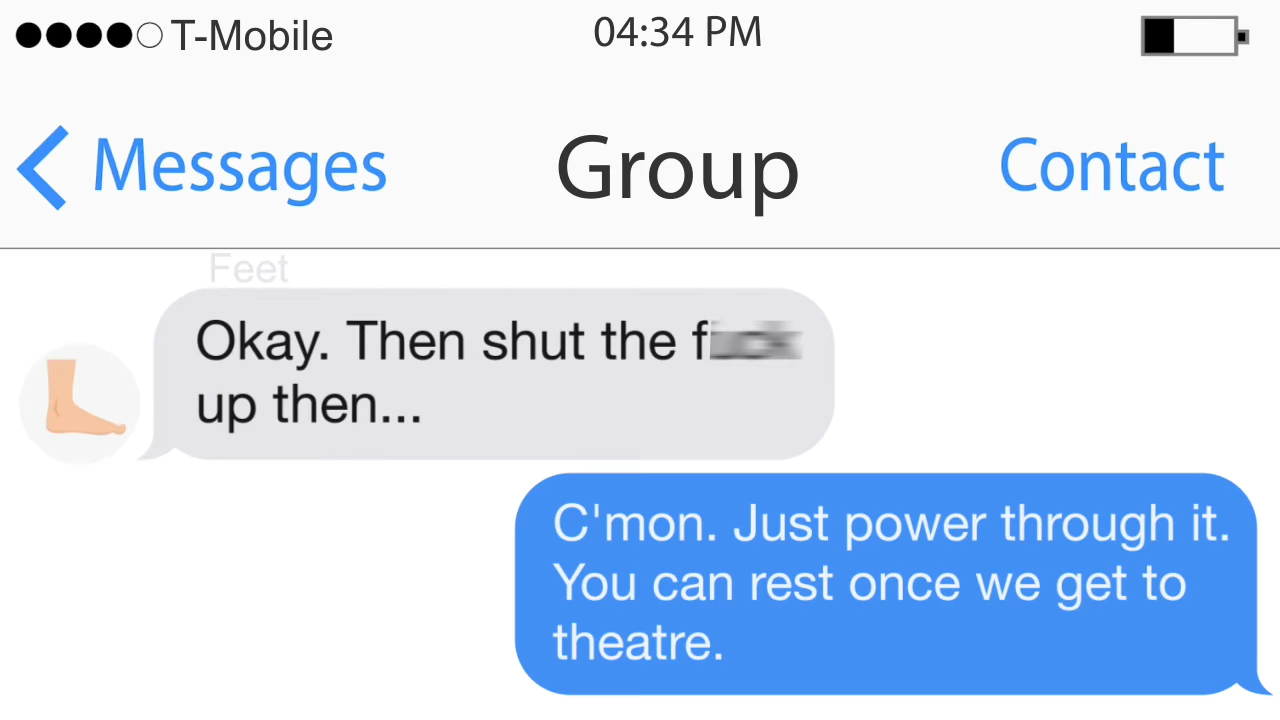 T-Mobile 04:34 PM
Messages Group Contact
Feet
Okay. Then shut the
up then...
C'mon. Just power through it.
You can rest once we get to
theatre.